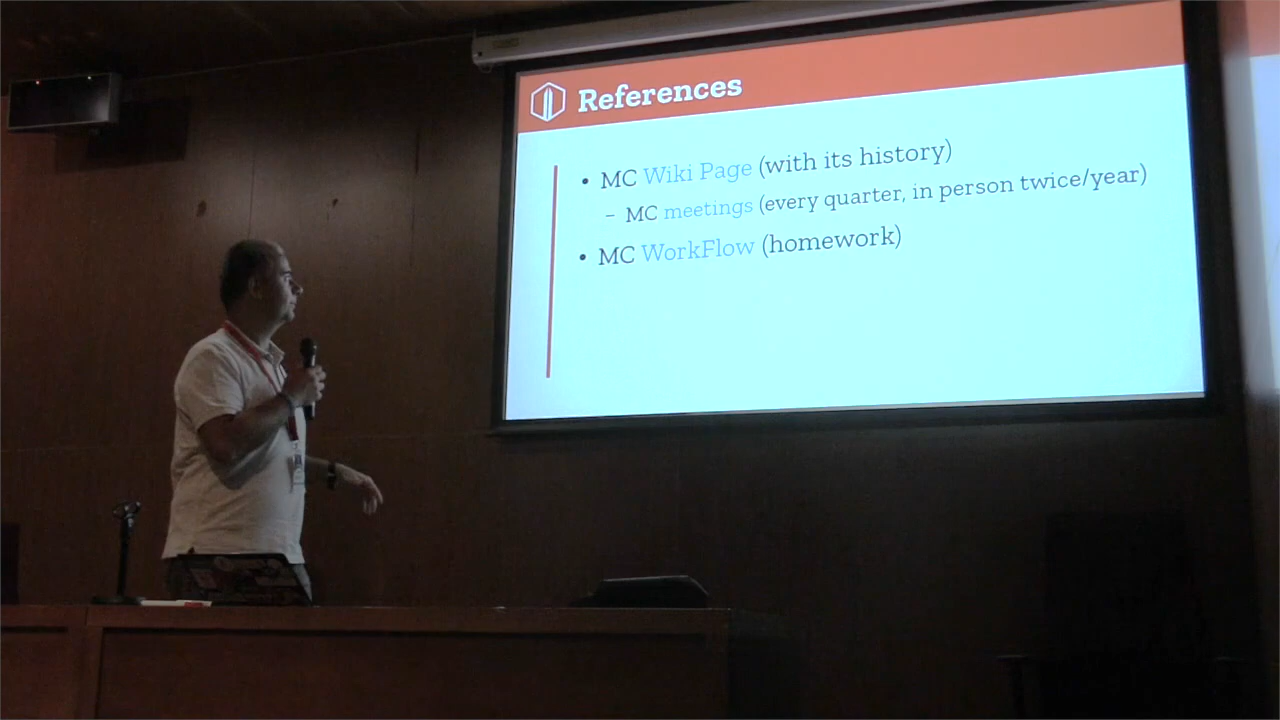 References
• MC Wiki Page (with its history)
– MC meetings (every quarter, in person twice/year)
• MC WorkFlow (homework)